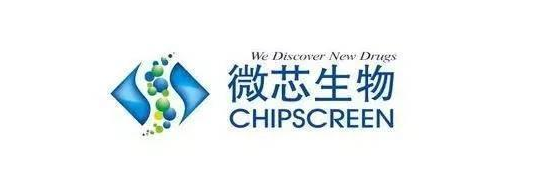 We Discover New Drugs
微芯生物
CHIPSCREEN